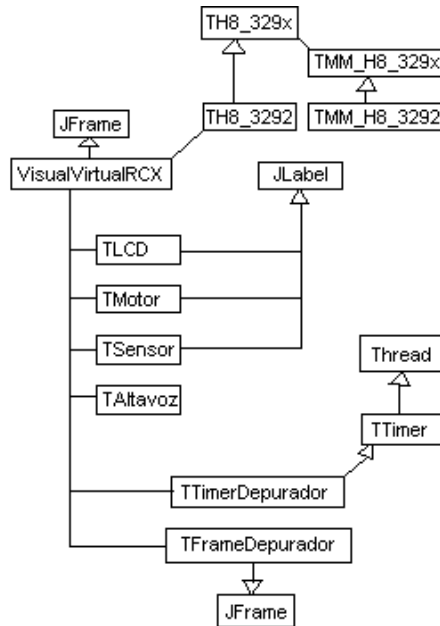 TH8_329x
TMM_H8_329x
JFrame
TH8_3292
TMM_H8_3292
VisualVirtualRCX
JLabel
TLCD
TMotor
TSensor
Thread
TAltavoz
TTimer
TTimerDepurador
TFrameDepurador
JFrame